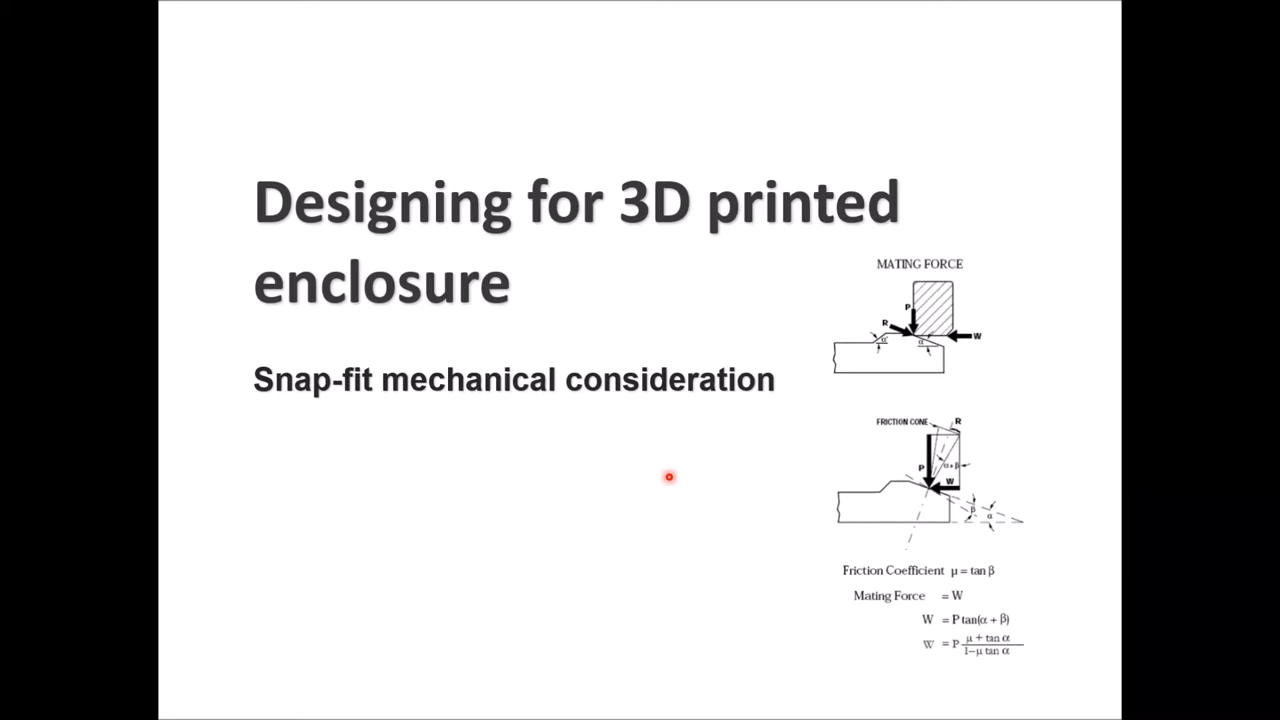 Designing for 3D printed
enclosure
Snap-fit mechanical consideration
MATING FORCE
P
R
W
α'
α
FRICTION CONE
R
P
α+β
W
β
α
Friction Coefficient μ = tan β
Mating Force = W
W = P tan(α + β)
W = P μ + tan α
1-μ tan α